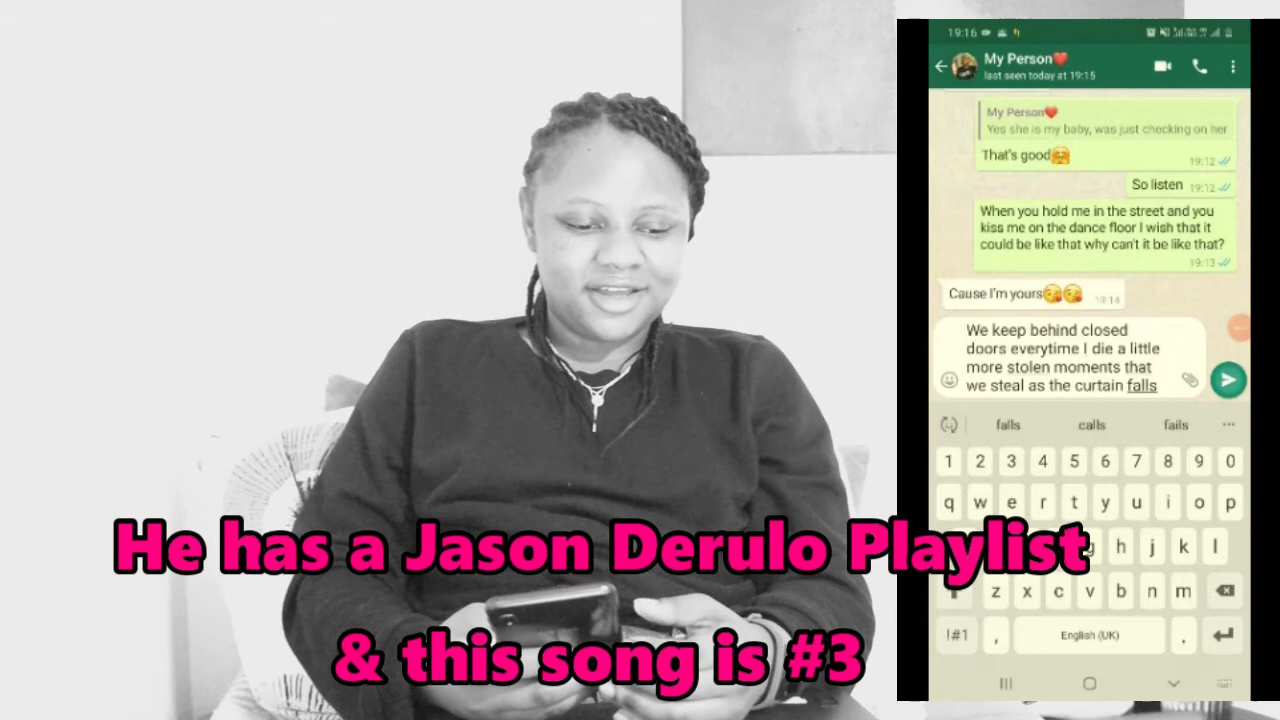 19:16
My Person❤️
last seen today at 19:15
My Person❤️
Yes she is my baby, was just checking on her
That's good🤗
19:12
So listen 19:12
When you hold me in the street and you
kiss me on the dance floor I wish that it
could be like that why can't it be like that?
19:13
Cause I'm yours😘😘 19:14
We keep behind closed
doors everytime I die a little
more stolen moments that
we steal as the curtain falls
falls calls fails
1 2 3 4 5 6 7 8 9 0
q w e r t y u i o p
g h j k l
z x c v b n m
!#1 , English (UK) .
He has a Jason Derulo Playlist
& this song is #3